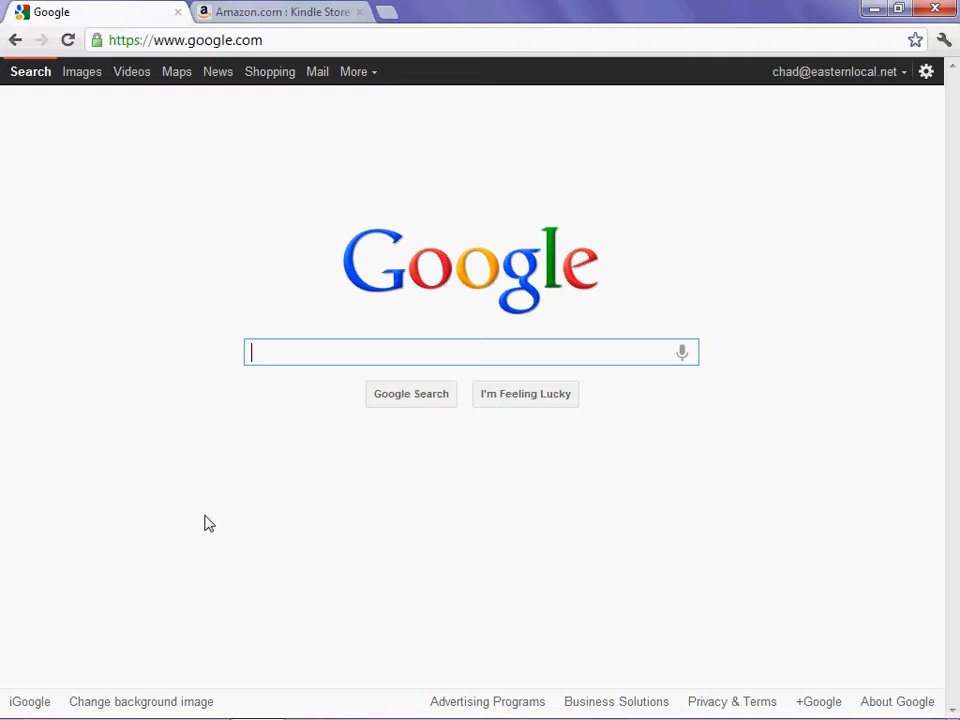 Google
Amazon.com : Kindle Store
https://www.google.com
Search Images Videos Maps News Shopping Mail More chad@easternlocal.net
Google
Google Search I'm Feeling Lucky
iGoogle Change background image Advertising Programs Business Solutions Privacy & Terms +Google About Google